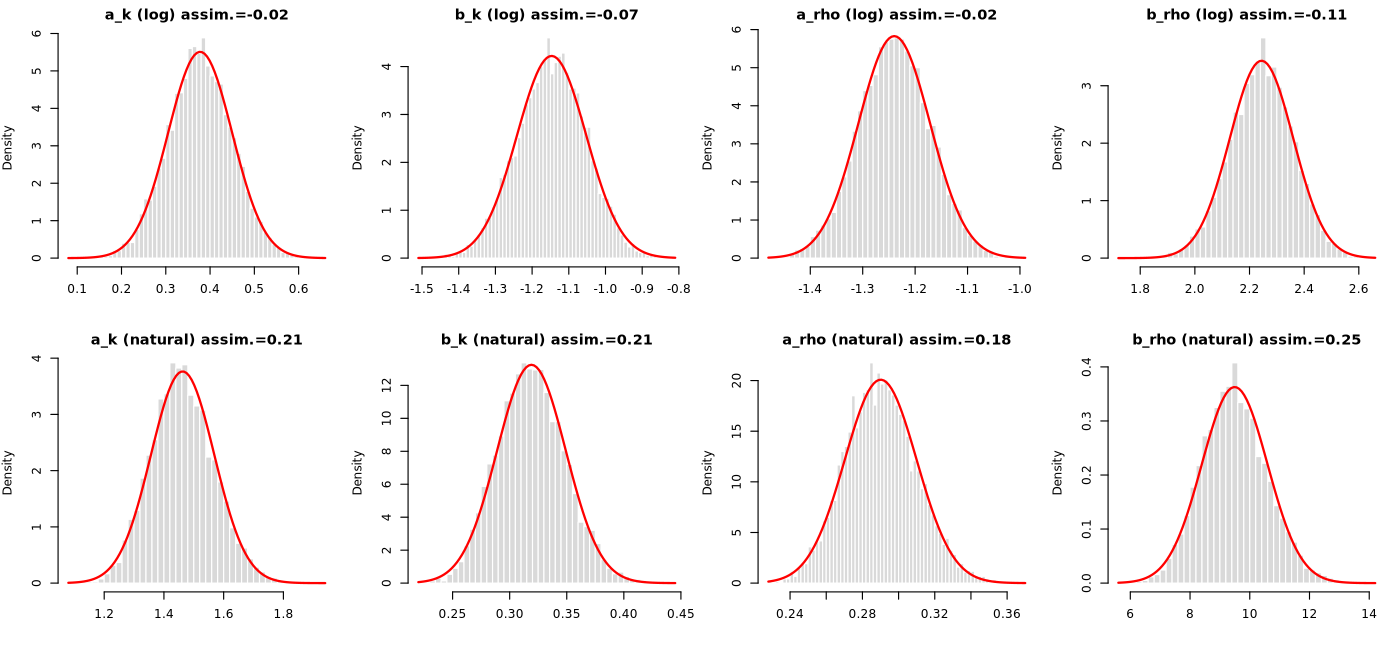 a_k (log) assim.=-0.02
b_k (log) assim.=-0.07
a_rho (log) assim.=-0.02
b_rho (log) assim.=-0.11
Density
0 1 2 3 4 5 6
0.1 0.2 0.3 0.4 0.5 0.6
Density
0 1 2 3 4
-1.5 -1.4 -1.3 -1.2 -1.1 -1.0 -0.9 -0.8
Density
0 1 2 3 4 5 6
-1.4 -1.3 -1.2 -1.1 -1.0
Density
0 1 2 3
1.8 2.0 2.2 2.4 2.6
a_k (natural) assim.=0.21
b_k (natural) assim.=0.21
a_rho (natural) assim.=0.18
b_rho (natural) assim.=0.25
Density
0 1 2 3 4
1.2 1.4 1.6 1.8
Density
0 2 4 6 8 10 12
0.25 0.30 0.35 0.40 0.45
Density
0 5 10 15 20
0.24 0.28 0.32 0.36
Density
0.0 0.1 0.2 0.3 0.4
6 8 10 12 14